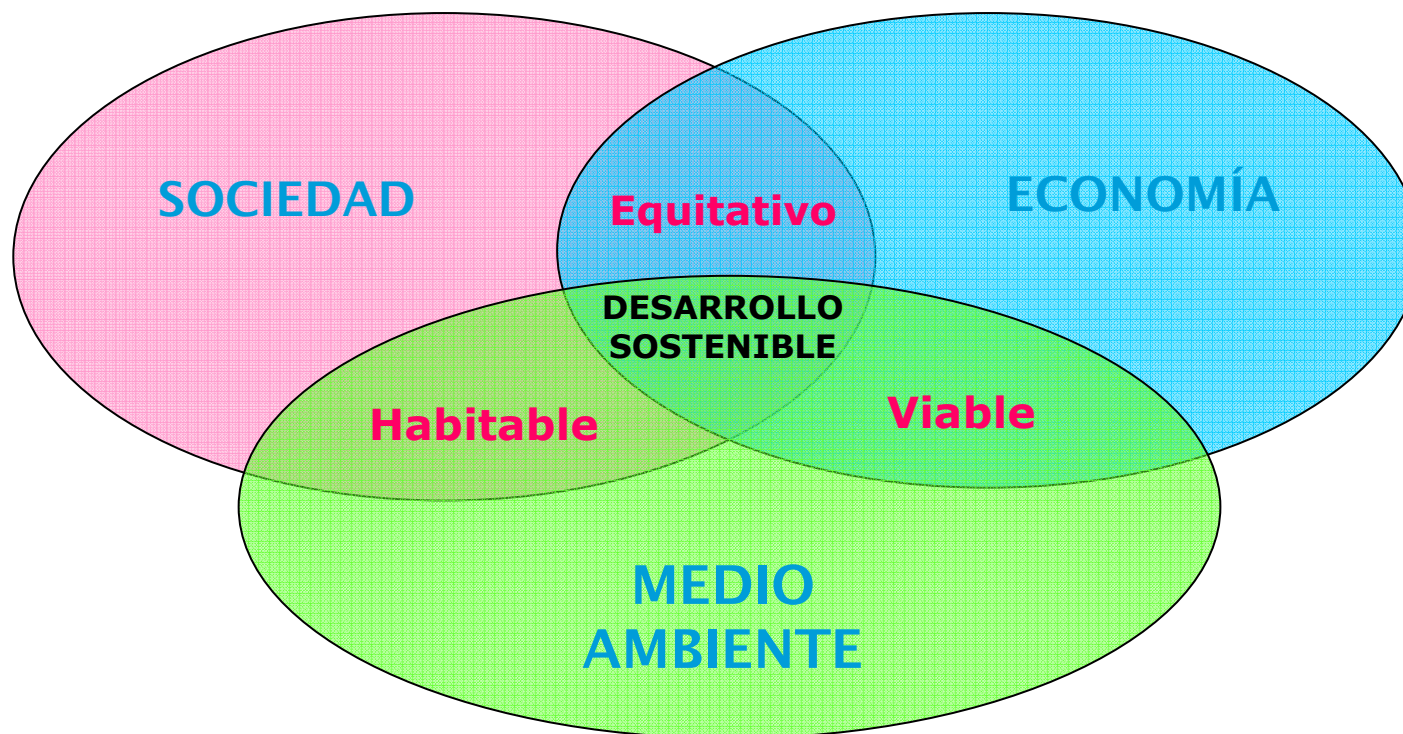 SOCIEDAD
ECONOMÍA
Equitativo
DESARROLLO
SOSTENIBLE
Habitable
Viable
MEDIO
AMBIENTE